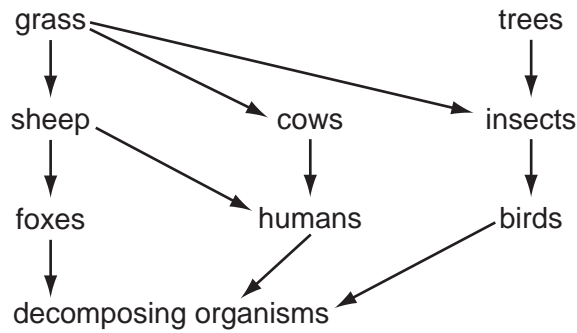 grass trees
sheep cows insects
foxes humans birds
decomposing organisms